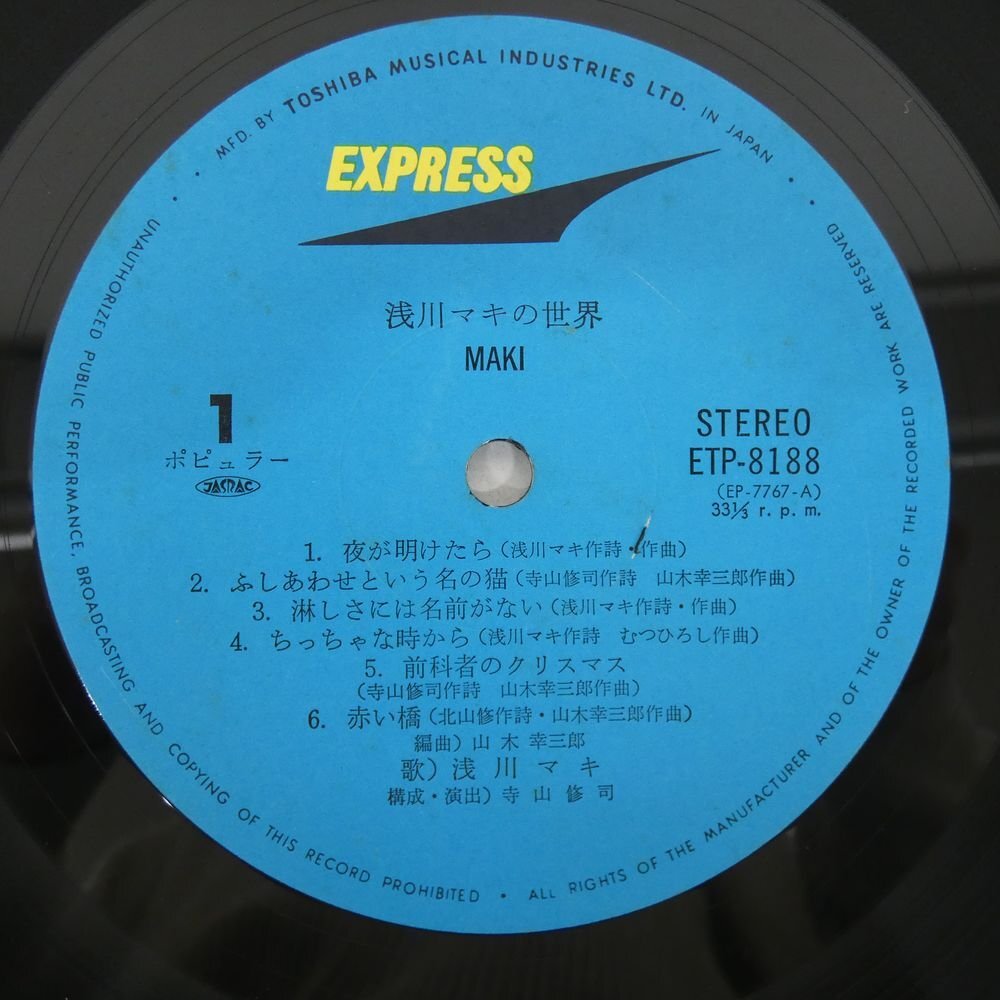 MFD. BY TOSHIBA MUSICAL INDUSTRIES LTD. IN JAPAN
EXPRESS
浅川マキの世界
MAKI
1
ポピュラー
JASRAC
STEREO
ETP-8188
(EP-7767-A)
33⅓ r. p. m.
1. 夜が明けたら (浅川マキ作詩・作曲)
2. ふしあわせという名の猫 (寺山修司作詩 山木幸三郎作曲)
3. 淋しさには名前がない (浅川マキ作詩・作曲)
4. ちっちゃな時から (浅川マキ作詩 むつひろし作曲)
5. 前科者のクリスマス
(寺山修司作詩 山木幸三郎作曲)
6. 赤い橋 (北山修作詩・山木幸三郎作曲)
編曲) 山木幸三郎
歌) 浅川マキ
構成・演出) 寺山修司
UNAUTHORIZED PUBLIC PERFORMANCE, BROADCASTING AND COPYING OF THIS RECORD PROHIBITED • ALL RIGHTS OF THE MANUFACTURER AND OF THE OWNER OF THE RECORDED WORK ARE RESERVED